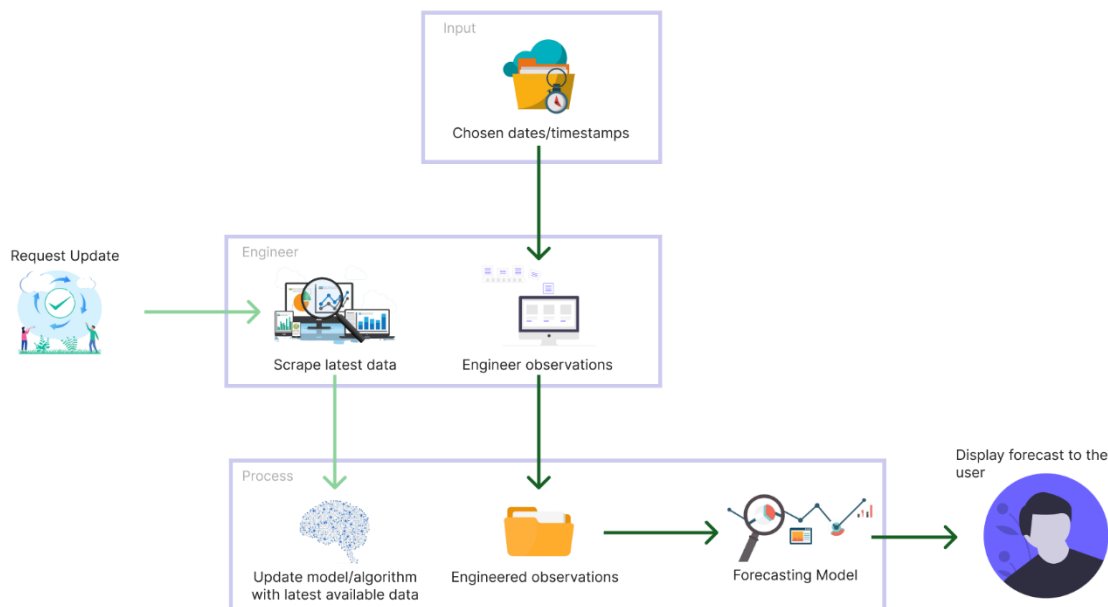 Input
Chosen dates/timestamps
Request Update
Engineer
Scrape latest data
Engineer observations
Process
Update model/algorithm
with latest available data
Engineered observations
Forecasting Model
Display forecast to the
user